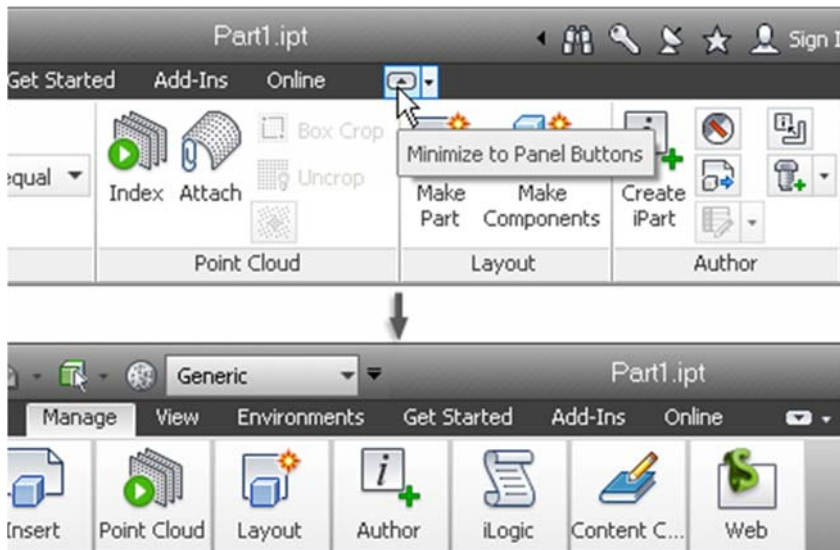 Part1.ipt
Sign I
Get Started Add-Ins Online
Minimize to Panel Buttons
equal
Index Attach
Box Crop
Uncrop
Make Part
Make Components
Create iPart
Point Cloud Layout Author
Generic
Part1.ipt
Manage View Environments Get Started Add-Ins Online
Insert Point Cloud Layout Author iLogic Content C... Web